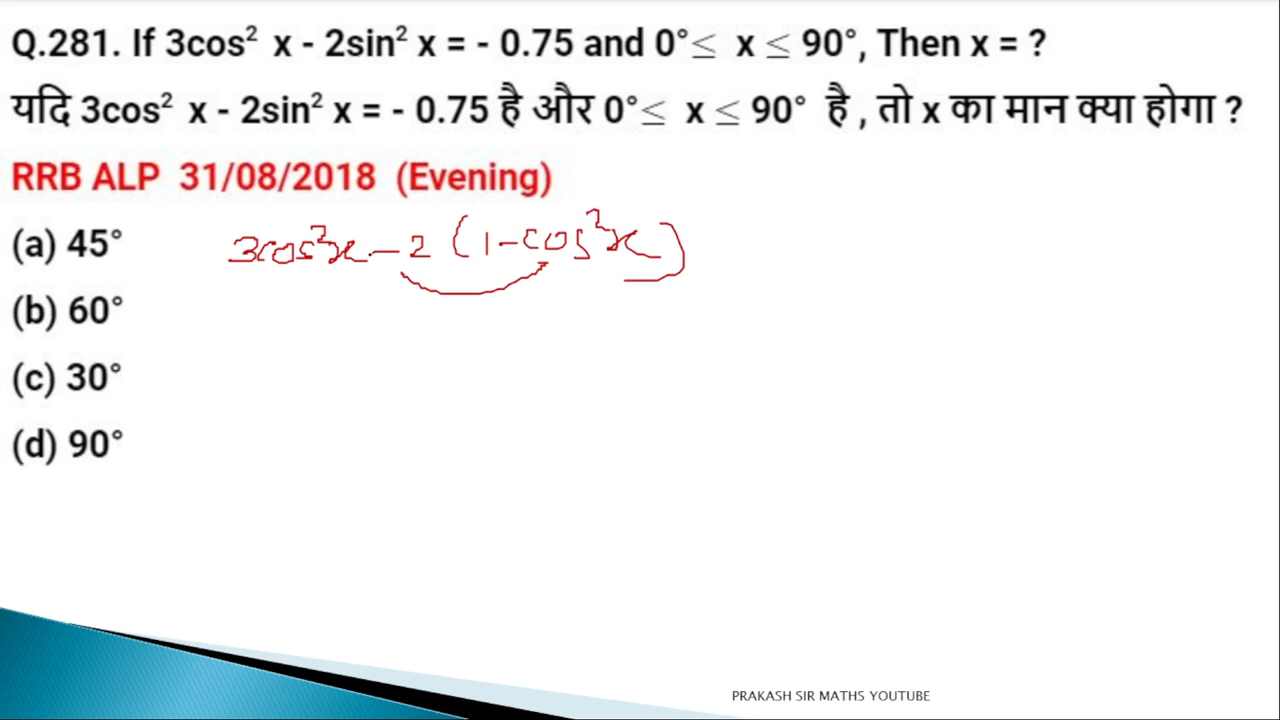 Q.281. If 3cos² x - 2sin² x = - 0.75 and 0°≤ x ≤ 90°, Then x = ?
यदि 3cos² x - 2sin² x = - 0.75 है और 0°≤ x ≤ 90° है , तो x का मान क्या होगा ?
RRB ALP 31/08/2018 (Evening)
(a) 45°
3cos²x - 2 (1-cos²x)
(b) 60°
(c) 30°
(d) 90°
PRAKASH SIR MATHS YOUTUBE